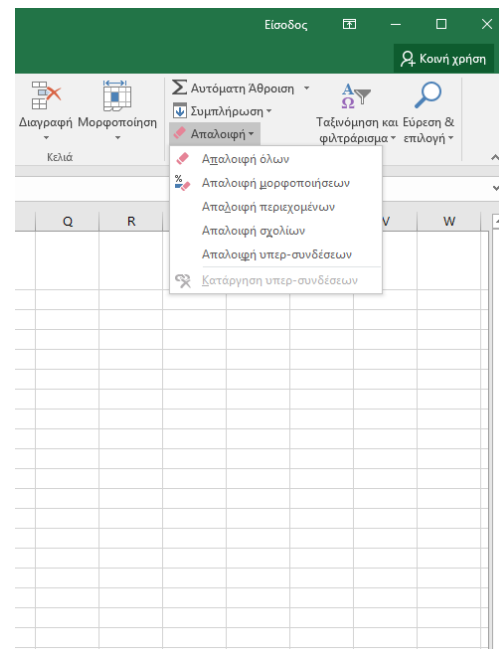 Είσοδος
Κοινή χρήση
Διαγραφή Μορφοποίηση
Κελιά
Αυτόματη Άθροιση
Συμπλήρωση
Απαλοιφή
Ταξινόμηση και
φιλτράρισμα
Εύρεση &
επιλογή
Απαλοιφή όλων
Απαλοιφή μορφοποιήσεων
Απαλοιφή περιεχομένων
Απαλοιφή σχολίων
Απαλοιφή υπερ-συνδέσεων
Κατάργηση υπερ-συνδέσεων
Q R V W